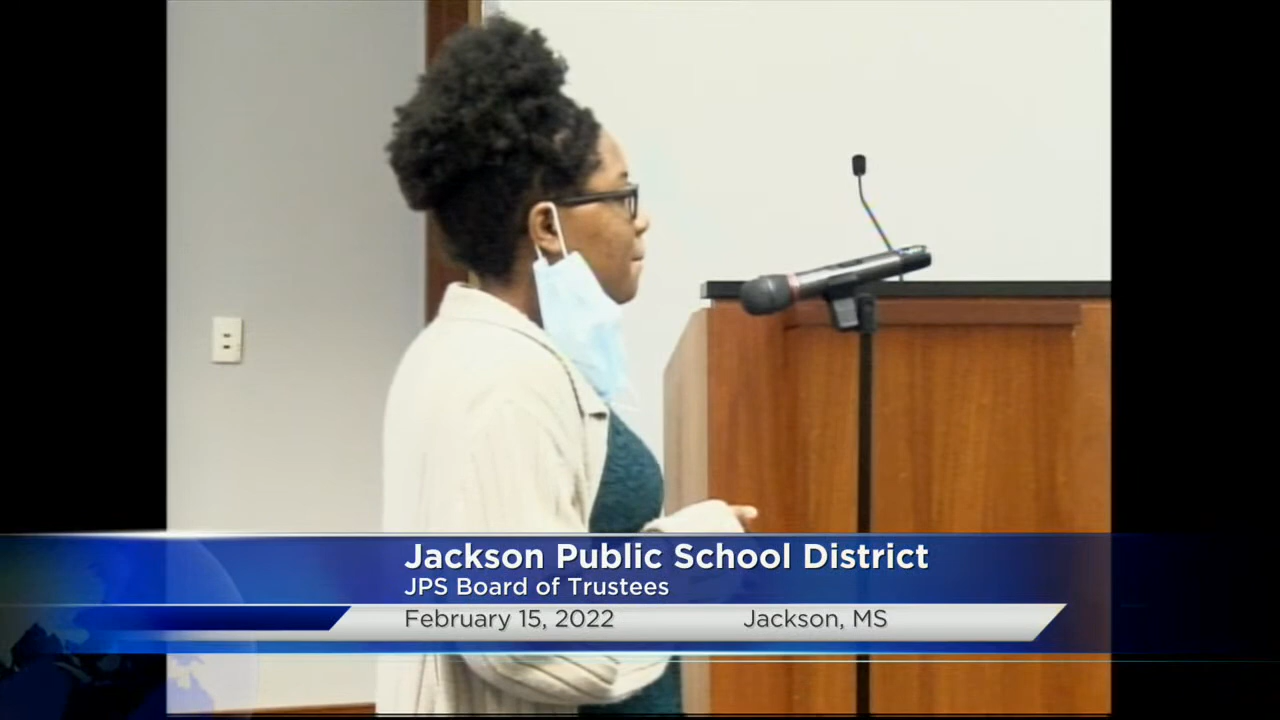 Jackson Public School District
JPS Board of Trustees
February 15, 2022 Jackson, MS